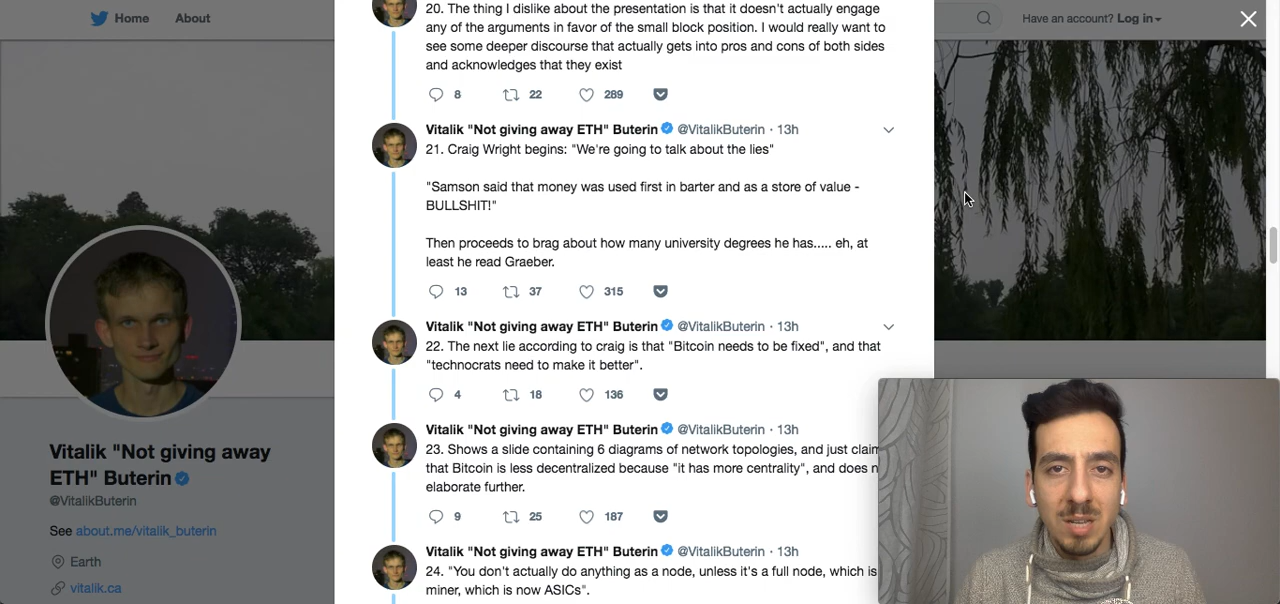 Home
About
Have an account? Log in
20. The thing I dislike about the presentation is that it doesn't actually engage
any of the arguments in favor of the small block position. I would really want to
see some deeper discourse that actually gets into pros and cons of both sides
and acknowledges that they exist
8 22 289
Vitalik "Not giving away ETH" Buterin @VitalikButerin · 13h
21. Craig Wright begins: "We're going to talk about the lies"
"Samson said that money was used first in barter and as a store of value -
BULLSHIT!"
Then proceeds to brag about how many university degrees he has..... eh, at
least he read Graeber.
13 37 315
Vitalik "Not giving away ETH" Buterin @VitalikButerin · 13h
22. The next lie according to craig is that "Bitcoin needs to be fixed", and that
"technocrats need to make it better".
4 18 136
Vitalik "Not giving away ETH" Buterin @VitalikButerin · 13h
23. Shows a slide containing 6 diagrams of network topologies, and just claim
that Bitcoin is less decentralized because "it has more centrality", and does n
elaborate further.
9 25 187
Vitalik "Not giving away ETH" Buterin @VitalikButerin · 13h
24. "You don't actually do anything as a node, unless it's a full node, which is
miner, which is now ASICs".
Vitalik "Not giving away
ETH" Buterin
@VitalikButerin
See about.me/vitalik_buterin
Earth
vitalik.ca